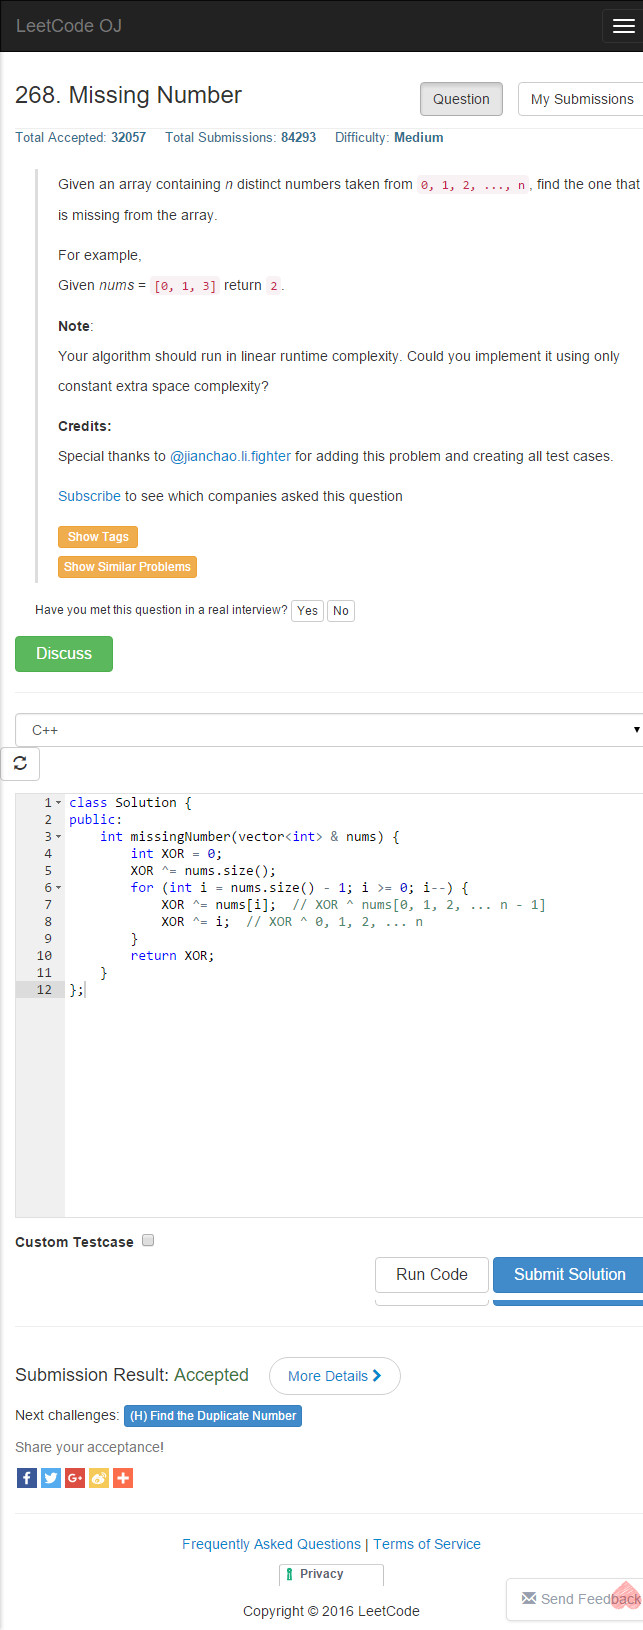 LeetCode OJ
268. Missing Number
Question
My Submissions
Total Accepted: 32057 Total Submissions: 84293 Difficulty: Medium
Given an array containing n distinct numbers taken from 0, 1, 2, ..., n, find the one that
is missing from the array.
For example,
Given nums = [0, 1, 3] return 2.
Note:
Your algorithm should run in linear runtime complexity. Could you implement it using only
constant extra space complexity?
Credits:
Special thanks to @jianchao.li.fighter for adding this problem and creating all test cases.
Subscribe to see which companies asked this question
Show Tags
Show Similar Problems
Have you met this question in a real interview? Yes No
Discuss
C++
1 class Solution {
2 public:
3     int missingNumber(vector<int> & nums) {
4         int XOR = 0;
5         XOR ^= nums.size();
6         for (int i = nums.size() - 1; i >= 0; i--) {
7             XOR ^= nums[i];  // XOR ^ nums[0, 1, 2, ... n - 1]
8             XOR ^= i;  // XOR ^ 0, 1, 2, ... n
9         }
10         return XOR;
11     }
12 };
Custom Testcase
Run Code
Submit Solution
Submission Result: Accepted
More Details
Next challenges: (H) Find the Duplicate Number
Share your acceptance!
Frequently Asked Questions | Terms of Service
Privacy
Send Feedback
Copyright © 2016 LeetCode